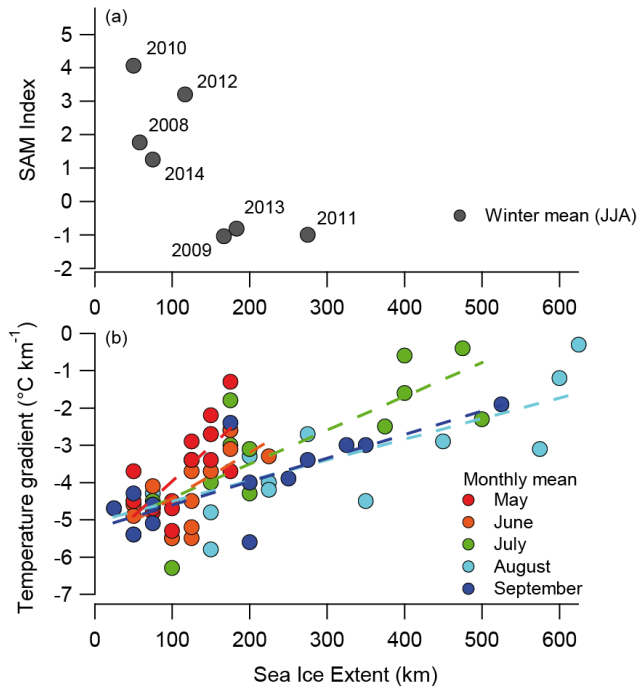 (a)
5
4
3
2
1
0
-1
-2
SAM Index
2010
2012
2008
2014
2013
2011
2009
Winter mean (JJA)
0 100 200 300 400 500 600
(b)
0
-1
-2
-3
-4
-5
-6
-7
Temperature gradient (°C km⁻¹)
Monthly mean
May
June
July
August
September
0 100 200 300 400 500 600
Sea Ice Extent (km)